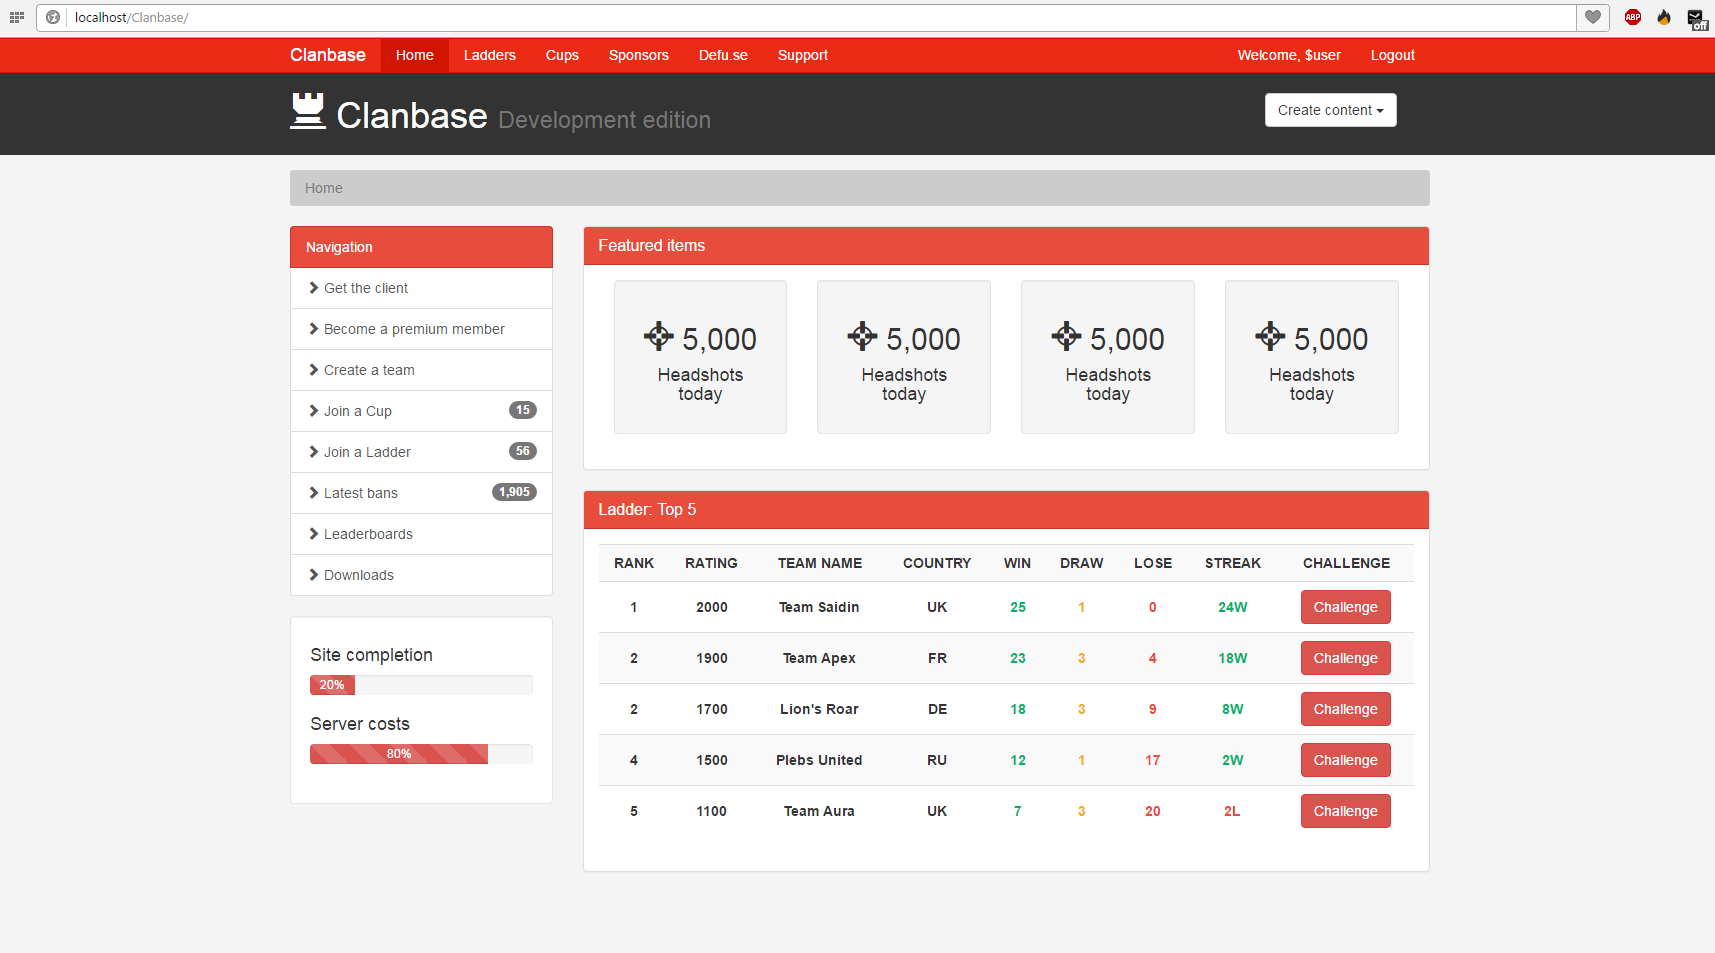 localhost/Clanbase/
ABP
off
Clanbase Home Ladders Cups Sponsors Defu.se Support Welcome, $user Logout
Clanbase Development edition
Create content
Home
Navigation
Get the client
Become a premium member
Create a team
Join a Cup 15
Join a Ladder 56
Latest bans 1,905
Leaderboards
Downloads
Site completion
20%
Server costs
80%
Featured items
5,000 5,000 5,000 5,000
Headshots Headshots Headshots Headshots
today today today today
Ladder: Top 5
RANK RATING TEAM NAME COUNTRY WIN DRAW LOSE STREAK CHALLENGE
1 2000 Team Saidin UK 25 1 0 24W Challenge
2 1900 Team Apex FR 23 3 4 18W Challenge
2 1700 Lion's Roar DE 18 3 9 8W Challenge
4 1500 Plebs United RU 12 1 17 2W Challenge
5 1100 Team Aura UK 7 3 20 2L Challenge